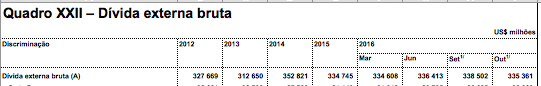 Quadro XXII – Dívida externa bruta
US$ milhões
Discriminação 2012 2013 2014 2015 2016
Mar Jun Set1/ Out1/
Dívida externa bruta (A) 327 669 312 650 352 821 334 745 334 608 336 413 338 502 335 361